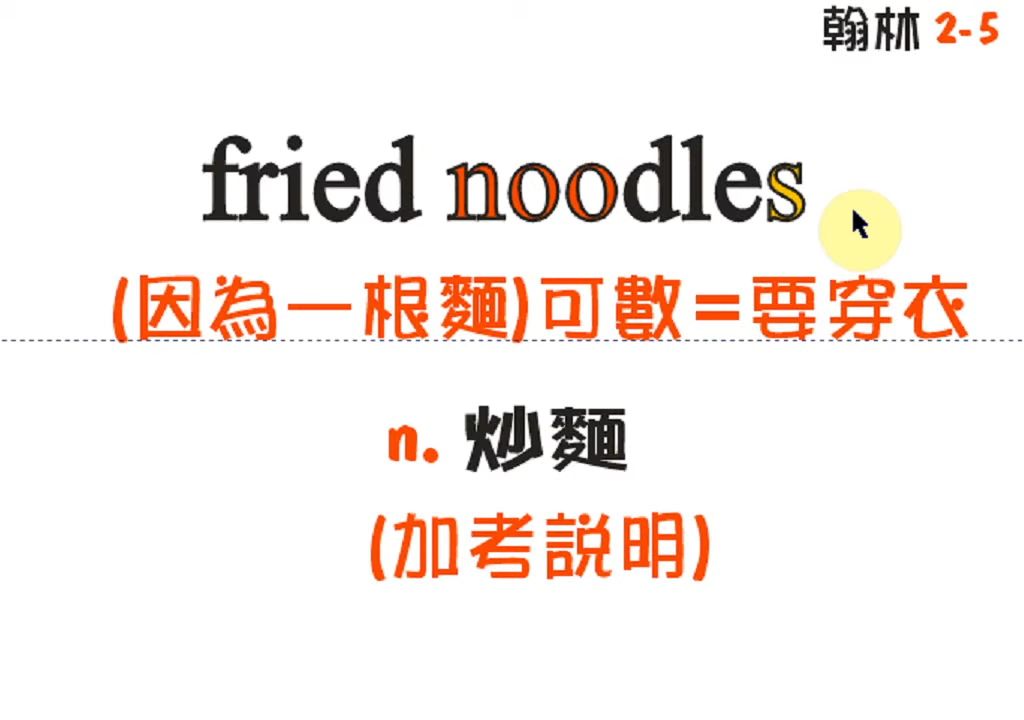 翰林 2-5
fried noodles
(因為一根麵)可數=要穿衣
n. 炒麵
(加考說明)